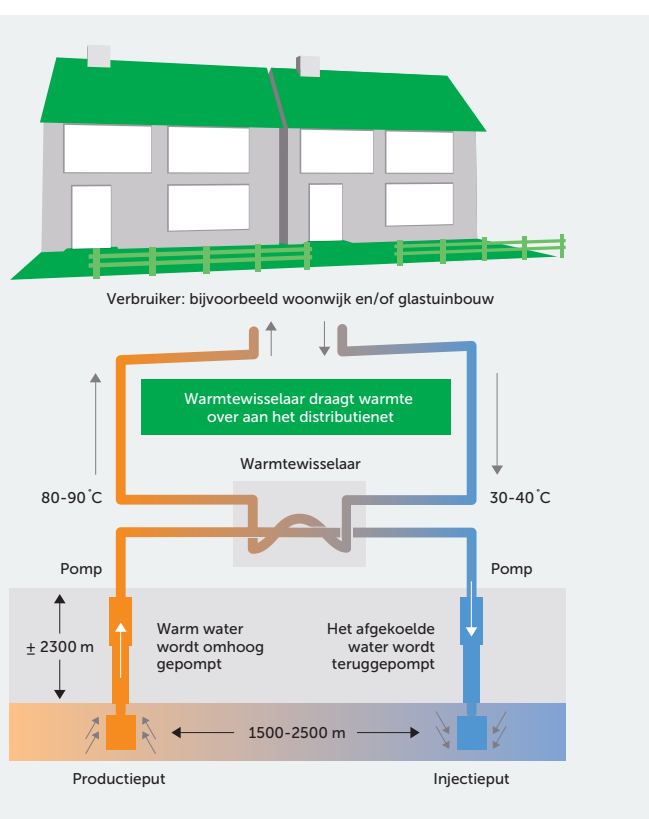 Verbruiker: bijvoorbeeld woonwijk en/of glastuinbouw
Warmtewisselaar draagt warmte
over aan het distributienet
Warmtewisselaar
80-90˚C
30-40˚C
Pomp
Pomp
± 2300 m
Warm water
wordt omhoog
gepompt
Het afgekoelde
water wordt
teruggepompt
1500-2500 m
Productieput
Injectieput